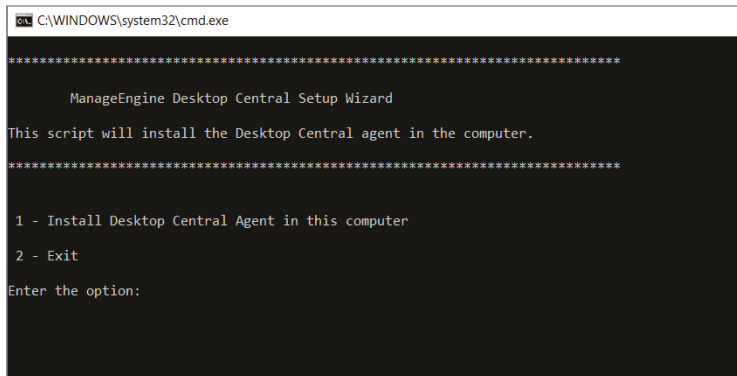 C:\WINDOWS\system32\cmd.exe
******************************************************************************
ManageEngine Desktop Central Setup Wizard
This script will install the Desktop Central agent in the computer.
******************************************************************************
1 - Install Desktop Central Agent in this computer
2 - Exit
Enter the option: